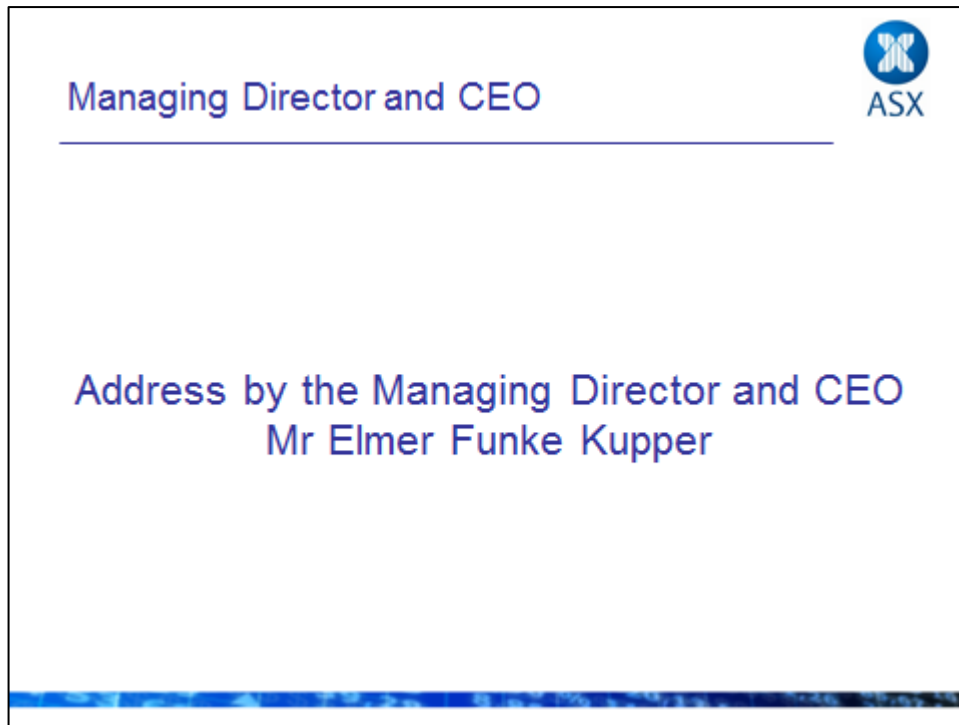 Managing Director and CEO
ASX
Address by the Managing Director and CEO
Mr Elmer Funke Kupper